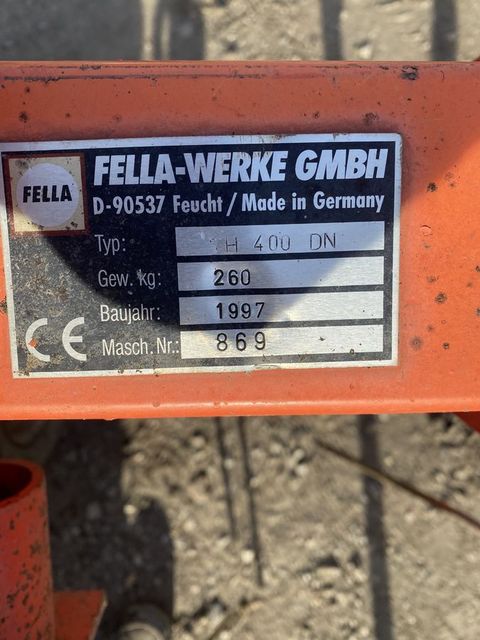 FELLA
FELLA-WERKE GMBH
D-90537 Feucht / Made in Germany
Typ: H 400 DN
Gew. kg: 260
Baujahr: 1997
Masch. Nr.: 869
CE